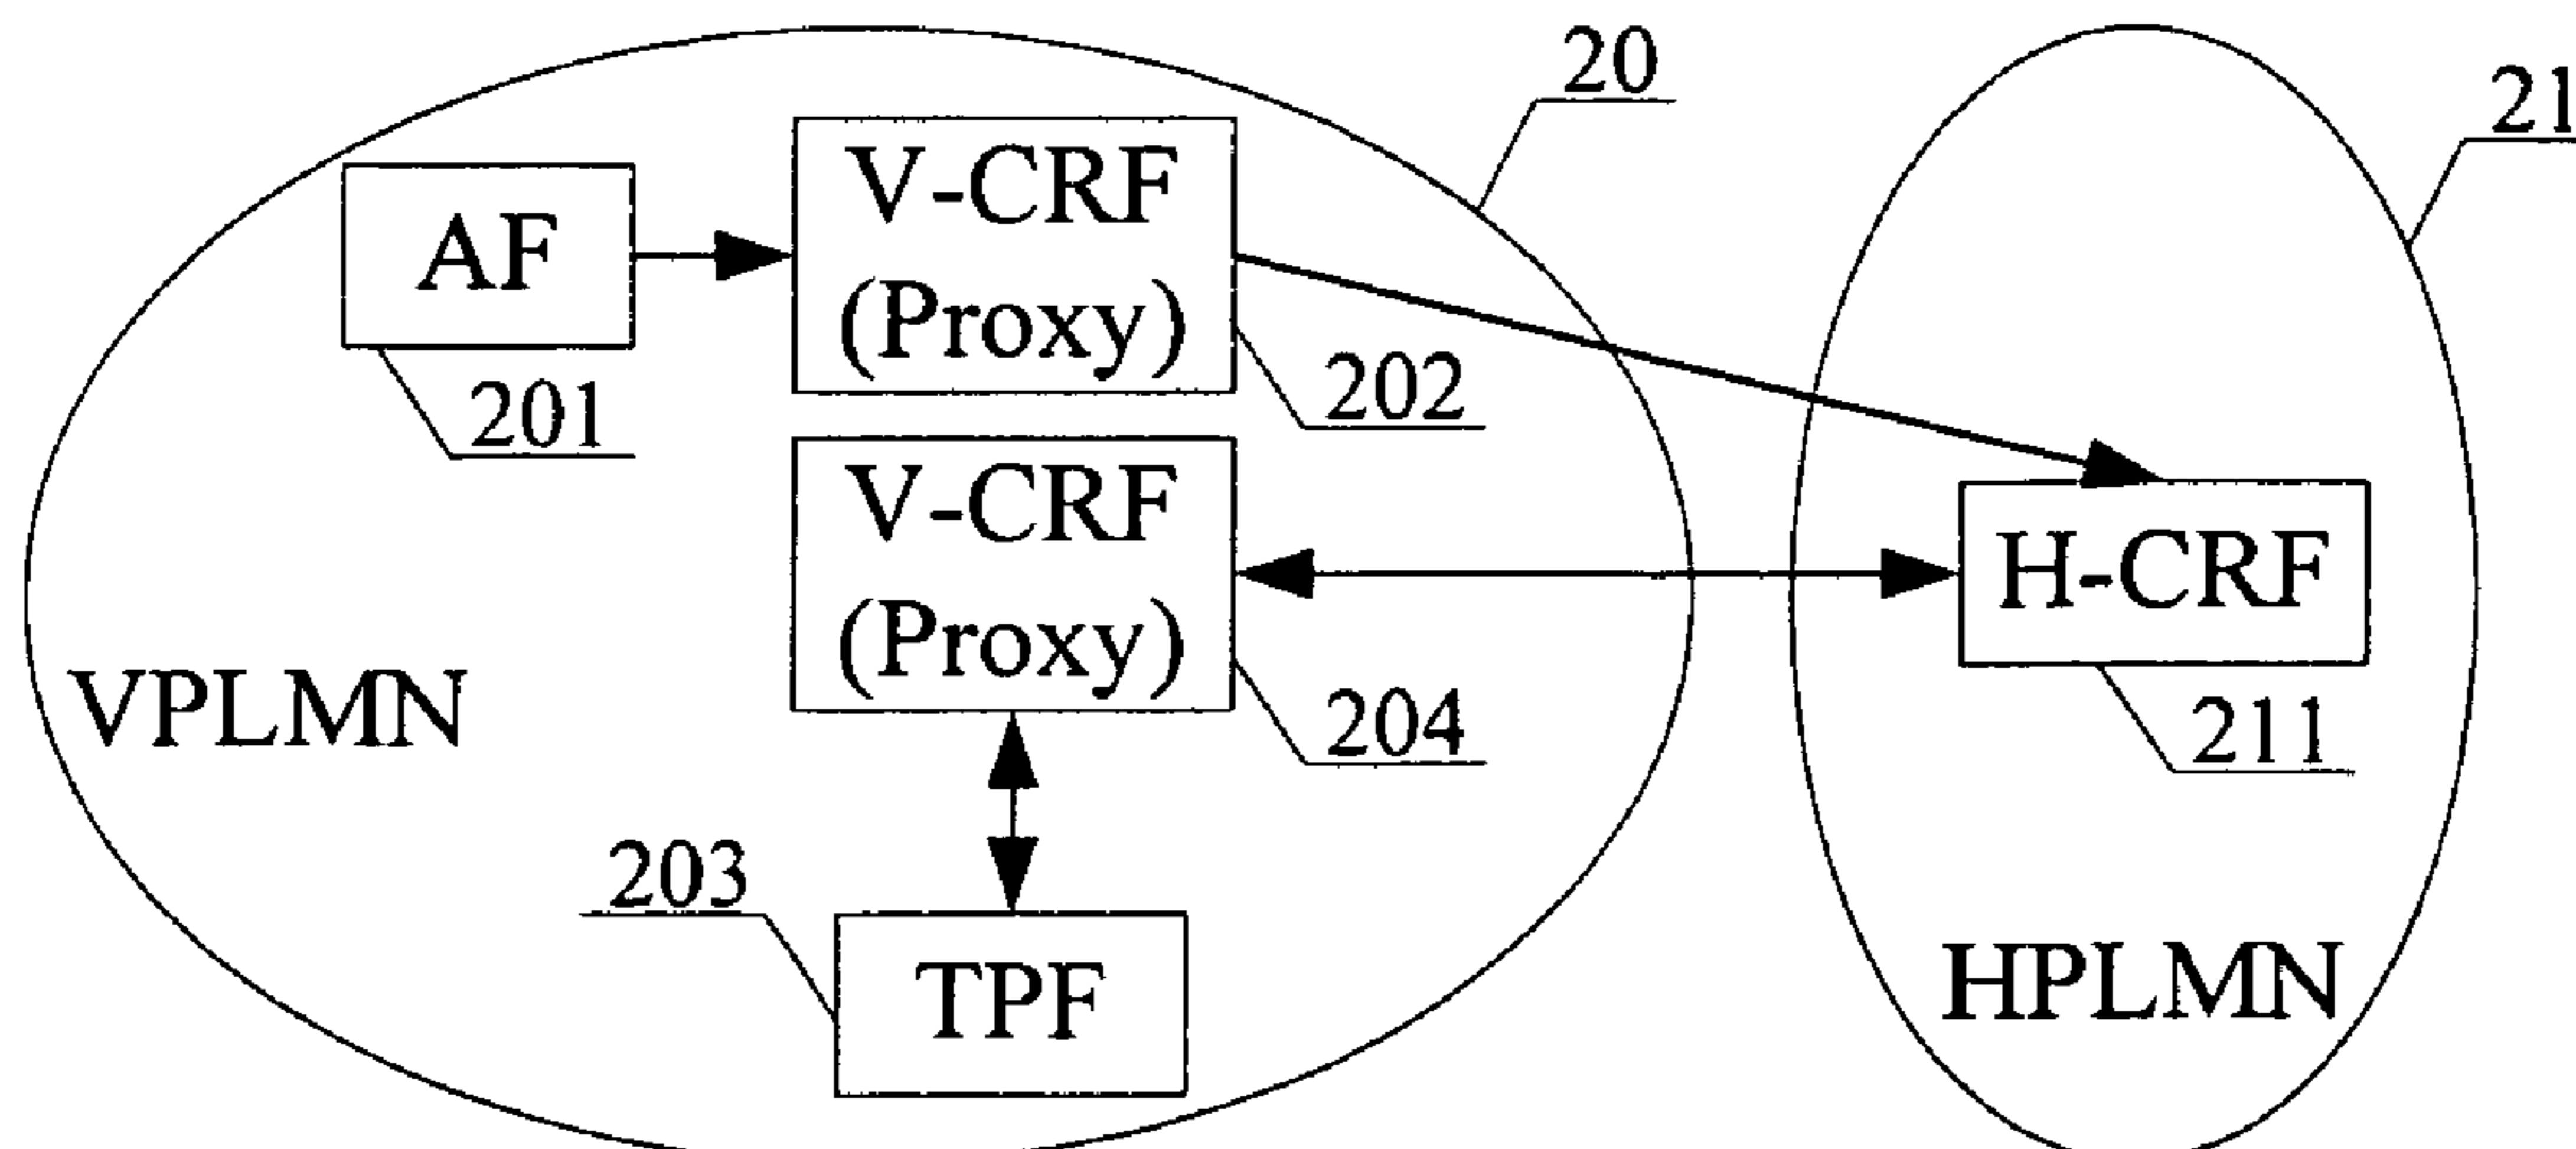 20
21
V-CRF
(Proxy)
AF
202
201
V-CRF
(Proxy)
H-CRF
VPLMN
204
211
203
TPF
HPLMN